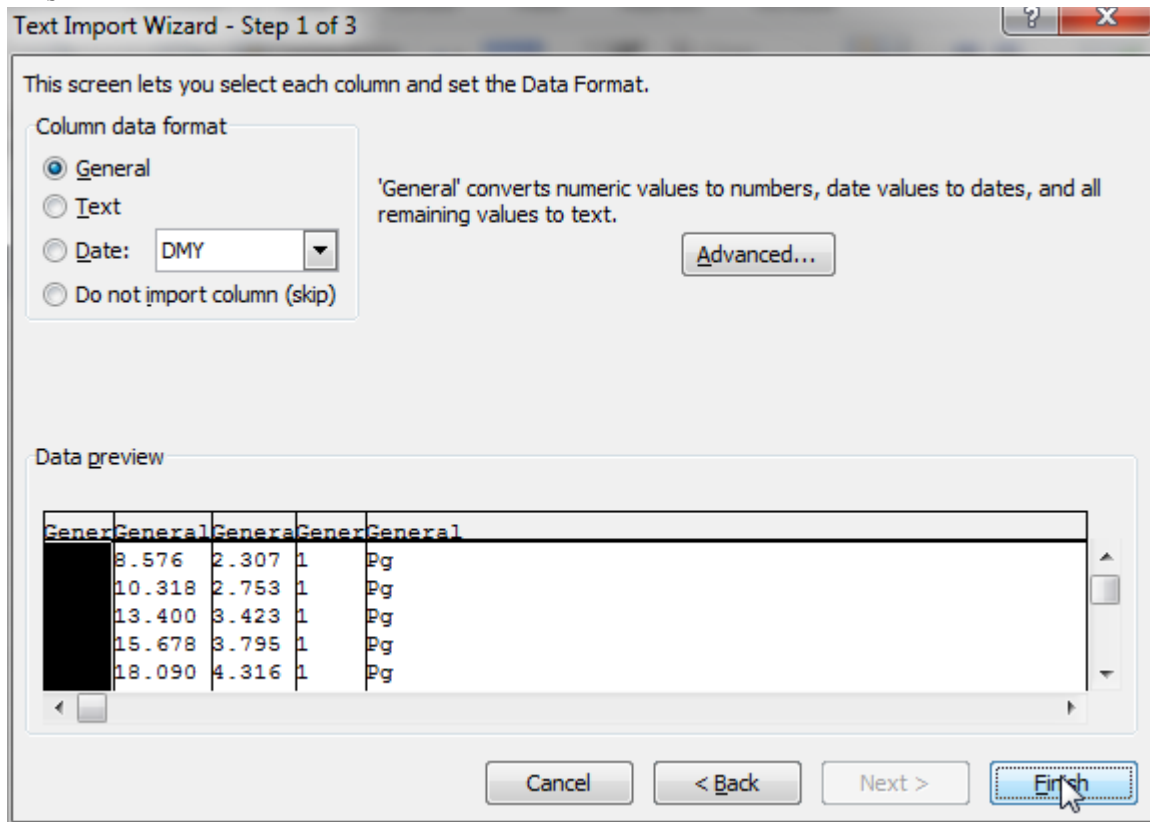 Text Import Wizard - Step 1 of 3
This screen lets you select each column and set the Data Format.
Column data format
General
Text
Date: DMY
Do not import column (skip)
'General' converts numeric values to numbers, date values to dates, and all
remaining values to text.
Advanced...
Data preview
Gener General Genera Gener General
8.576 2.307 1 Pg
10.318 2.753 1 Pg
13.400 3.423 1 Pg
15.678 3.795 1 Pg
18.090 4.316 1 Pg
Cancel < Back Next > Finish